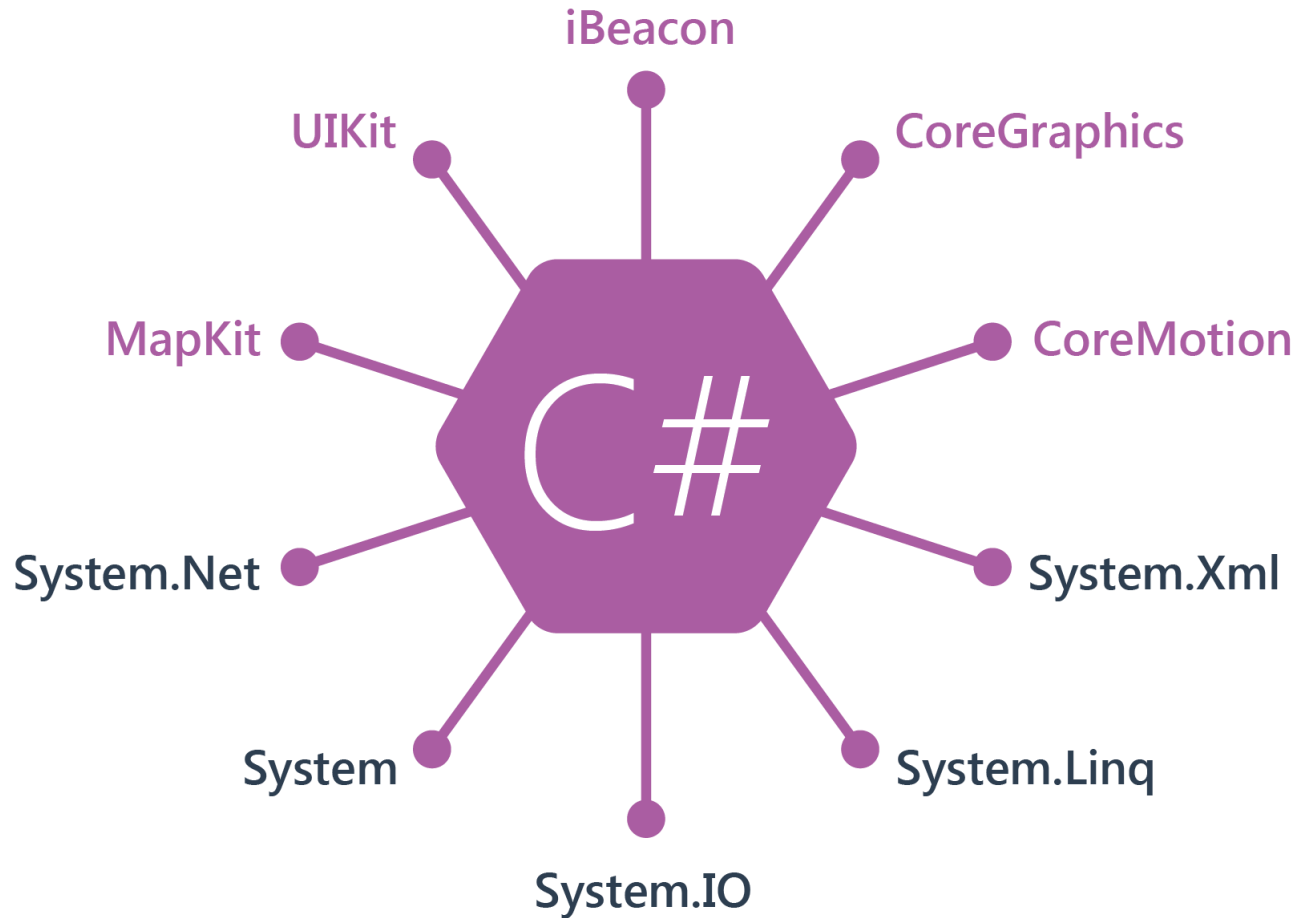 iBeacon
UIKit
CoreGraphics
MapKit
CoreMotion
C#
System.Net
System.Xml
System
System.Linq
System.IO